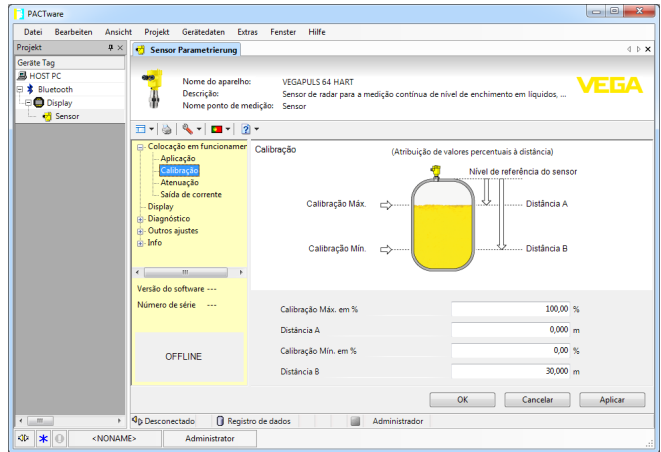 PACTware
Datei Bearbeiten Ansicht Projekt Gerätedaten Extras Fenster Hilfe
Projekt
Sensor Parametrierung
Geräte Tag
HOST PC
Bluetooth
Display
Sensor
Nome do aparelho: VEGAPULS 64 HART
Descrição: Sensor de radar para a medição contínua de nível de enchimento em líquidos, ...
Nome ponto de medição: Sensor
VEGA
Colocação em funcionamer
Aplicação
Calibração
Atenuação
Saída de corrente
Display
Diagnóstico
Outros ajustes
Info
Versão do software ---
Número de série ---
OFFLINE
Calibração
(Atribuição de valores percentuais à distância)
Nível de referência do sensor
Calibração Máx.
Distância A
Calibração Mín.
Distância B
Calibração Máx. em % 100,00 %
Distância A 0,000 m
Calibração Mín. em % 0,00 %
Distância B 30,000 m
OK Cancelar Aplicar
Desconectado Registro de dados Administrador
<NONAME> Administrator